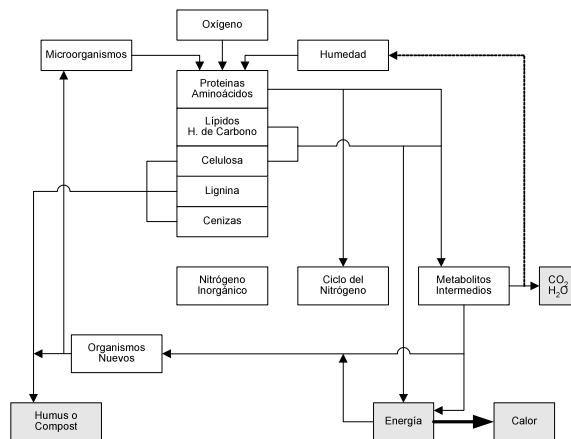 Oxígeno
Microorganismos
Humedad
Proteinas
Aminoácidos
Lípidos
H. de Carbono
Celulosa
Lignina
Cenizas
Nitrógeno
Inorgánico
Ciclo del
Nitrógeno
Metabolitos
Intermedios
CO2
H2O
Organismos
Nuevos
Humus o
Compost
Energía
Calor